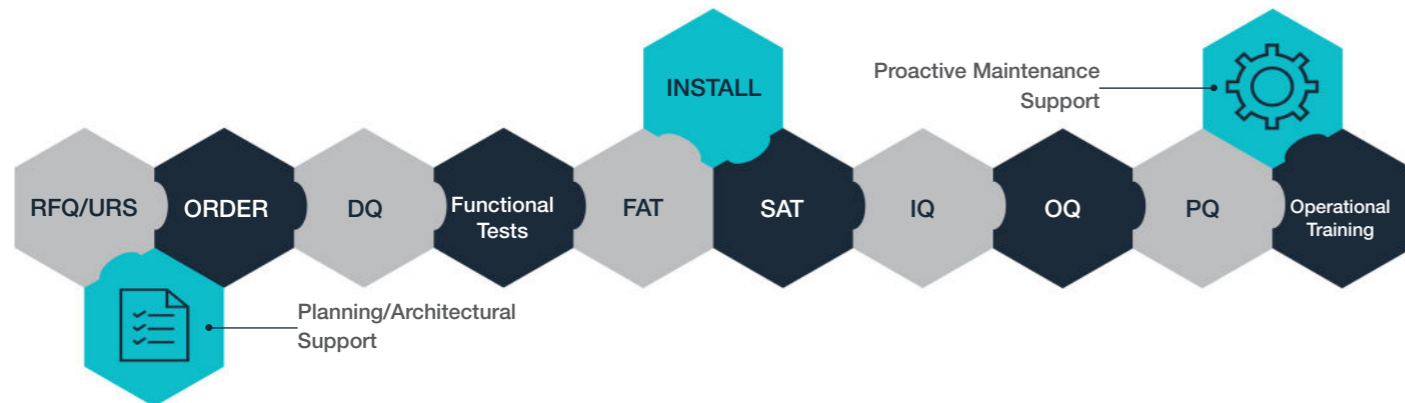 INSTALL
Proactive Maintenance
Support
RFQ/URS
ORDER
DQ
Functional
Tests
FAT
SAT
IQ
OQ
PQ
Operational
Training
Planning/Architectural
Support